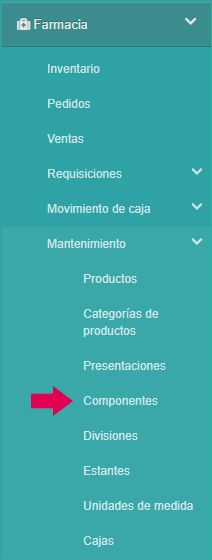 Farmacia
Inventario
Pedidos
Ventas
Requisiciones
Movimiento de caja
Mantenimiento
Productos
Categorías de
productos
Presentaciones
Componentes
Divisiones
Estantes
Unidades de medida
Cajas